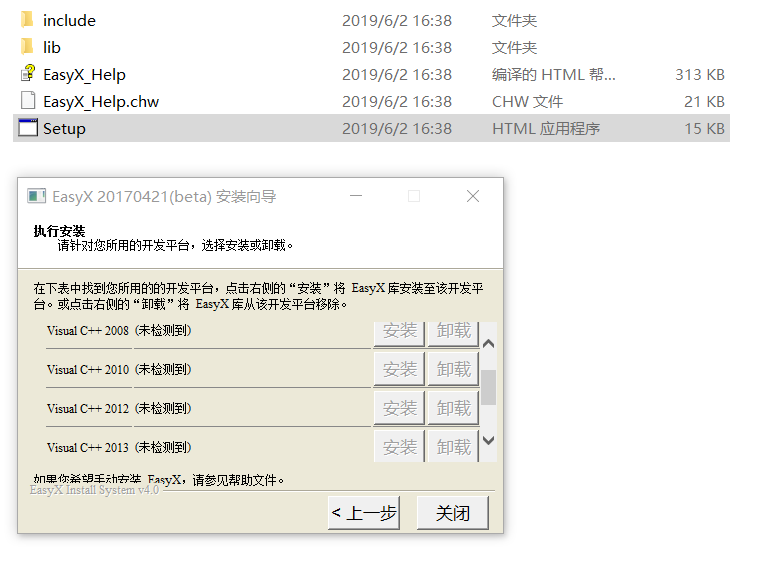 include 2019/6/2 16:38 文件夹
lib 2019/6/2 16:38 文件夹
EasyX_Help 2019/6/2 16:38 编译的 HTML 帮... 313 KB
EasyX_Help.chw 2019/6/2 16:38 CHW 文件 21 KB
Setup 2019/6/2 16:38 HTML 应用程序 15 KB
EasyX 20170421(beta) 安装向导
执行安装
请针对您所用的开发平台，选择安装或卸载。
在下表中找到您所用的的开发平台，点击右侧的“安装”将 EasyX 库安装至该开发平
台。或点击右侧的“卸载”将 EasyX 库从该开发平台移除。
Visual C++ 2008 (未检测到) 安装 卸载
Visual C++ 2010 (未检测到) 安装 卸载
Visual C++ 2012 (未检测到) 安装 卸载
Visual C++ 2013 (未检测到) 安装 卸载
如果您希望手动安装 EasyX，请参见帮助文件。
EasyX Install System v4.0
< 上一步 关闭